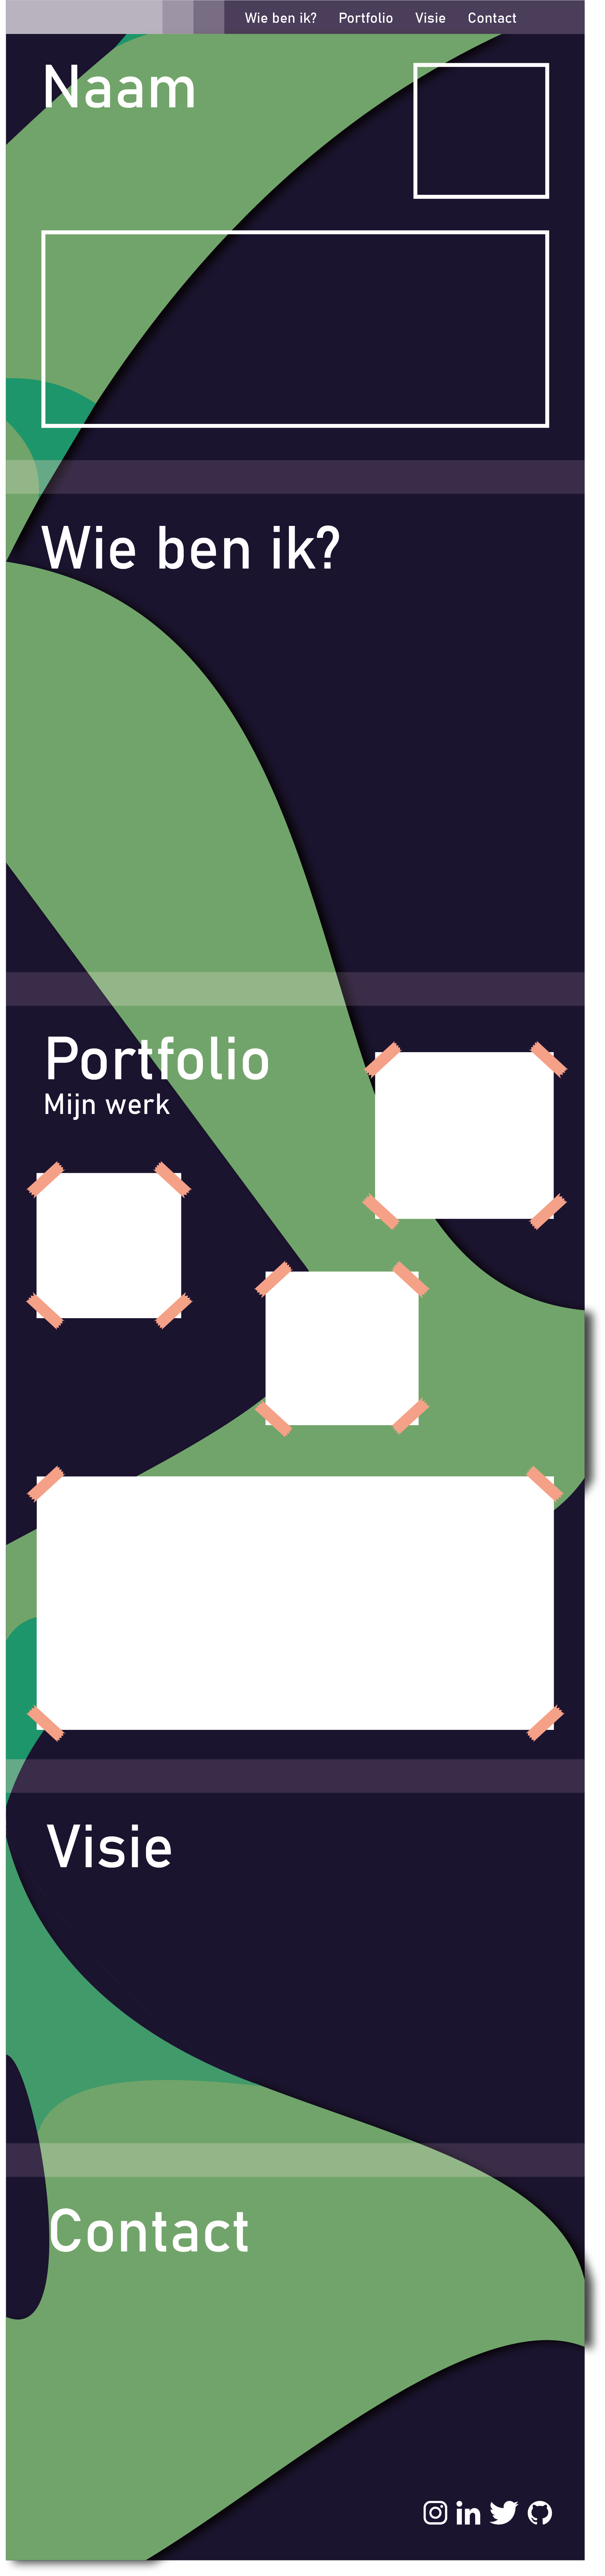 Wie ben ik? Portfolio Visie Contact
Naam
Wie ben ik?
Portfolio
Mijn werk
Visie
Contact